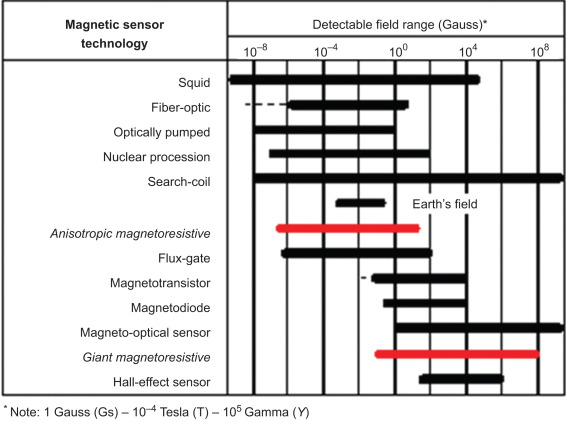 Magnetic sensor
technology
Detectable field range (Gauss)*
10⁻⁸ 10⁻⁴ 10⁰ 10⁴ 10⁸
Squid
Fiber-optic
Optically pumped
Nuclear procession
Search-coil
Earth's field
Anisotropic magnetoresistive
Flux-gate
Magnetotransistor
Magnetodiode
Magneto-optical sensor
Giant magnetoresistive
Hall-effect sensor
* Note: 1 Gauss (Gs) – 10⁻⁴ Tesla (T) – 10⁵ Gamma (Y)